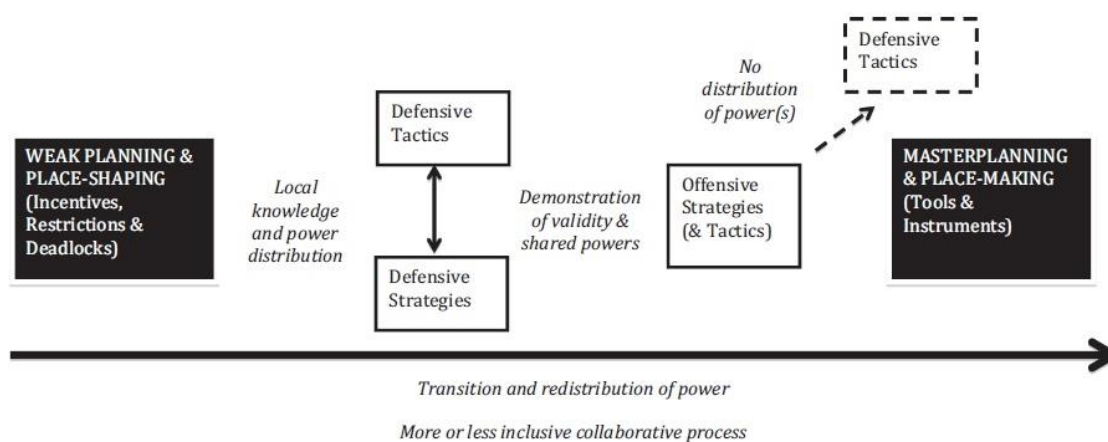 WEAK PLANNING &
PLACE-SHAPING
(Incentives,
Restrictions &
Deadlocks)
Local
knowledge
and power
distribution
Defensive
Tactics
Defensive
Strategies
Demonstration
of validity &
shared powers
Offensive
Strategies
(& Tactics)
No
distribution
of power(s)
Defensive
Tactics
MASTERPLANNING
& PLACE-MAKING
(Tools &
Instruments)
Transition and redistribution of power
More or less inclusive collaborative process